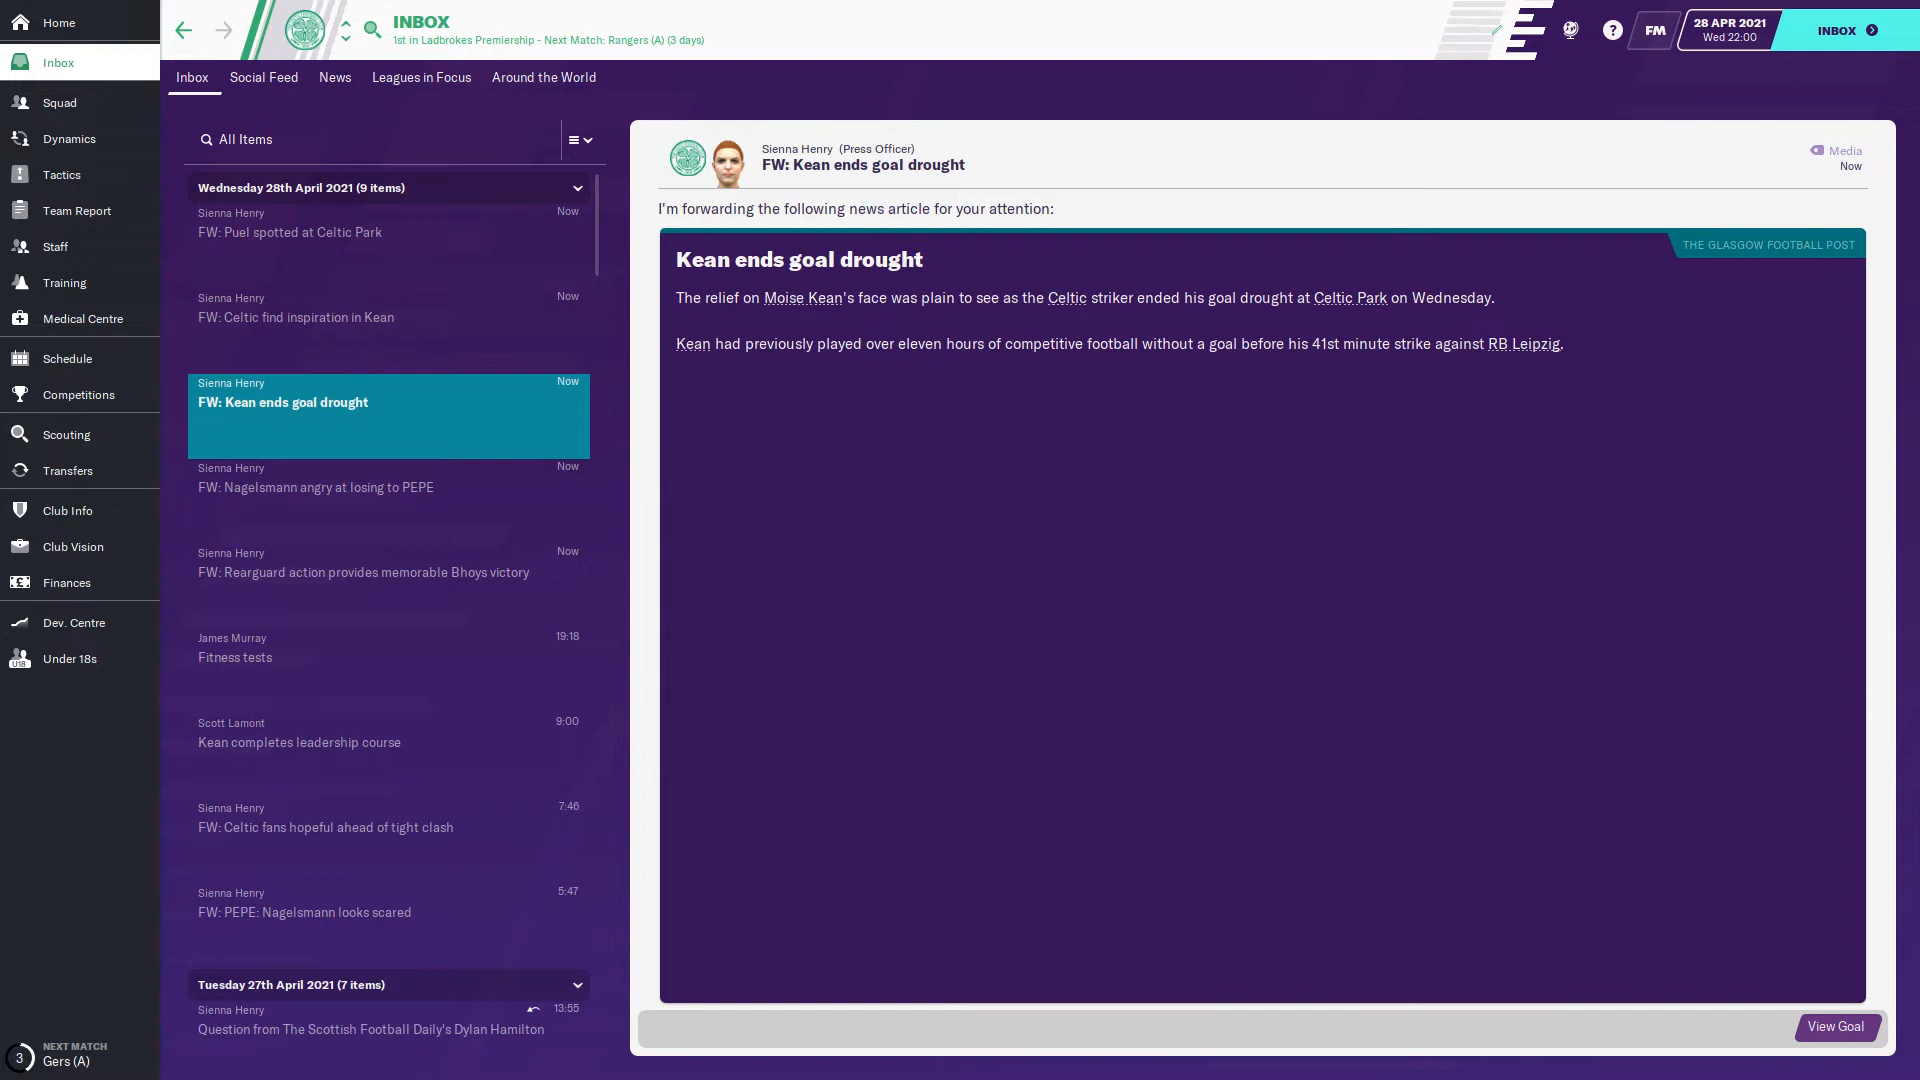 Home
Inbox
Squad
Dynamics
Tactics
Team Report
Staff
Training
Medical Centre
Schedule
Competitions
Scouting
Transfers
Club Info
Club Vision
Finances
Dev. Centre
U18
Under 18s
3
NEXT MATCH
Gers (A)
INBOX
1st in Ladbrokes Premiership - Next Match: Rangers (A) (3 days)
?
FM
28 APR 2021
Wed 22:00
INBOX
Inbox
Social Feed
News
Leagues in Focus
Around the World
All Items
Wednesday 28th April 2021 (9 items)
Sienna Henry Now
FW: Puel spotted at Celtic Park
Sienna Henry Now
FW: Celtic find inspiration in Kean
Sienna Henry Now
FW: Kean ends goal drought
Sienna Henry Now
FW: Nagelsmann angry at losing to PEPE
Sienna Henry Now
FW: Rearguard action provides memorable Bhoys victory
James Murray 19:18
Fitness tests
Scott Lamont 9:00
Kean completes leadership course
Sienna Henry 7:46
FW: Celtic fans hopeful ahead of tight clash
Sienna Henry 5:47
FW: PEPE: Nagelsmann looks scared
Tuesday 27th April 2021 (7 items)
Sienna Henry 13:55
Question from The Scottish Football Daily's Dylan Hamilton
Sienna Henry (Press Officer)
FW: Kean ends goal drought
Media
Now
I'm forwarding the following news article for your attention:
THE GLASGOW FOOTBALL POST
Kean ends goal drought
The relief on Moise Kean's face was plain to see as the Celtic striker ended his goal drought at Celtic Park on Wednesday.
Kean had previously played over eleven hours of competitive football without a goal before his 41st minute strike against RB Leipzig.
View Goal